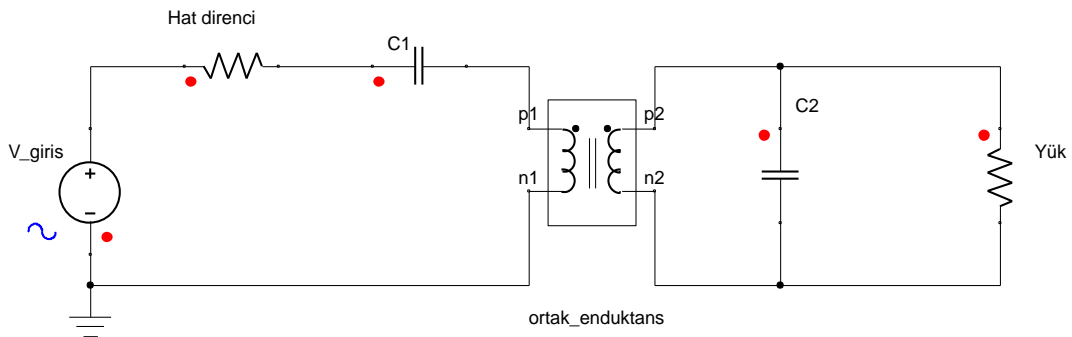 Hat direnci
C1
p1
p2
C2
V_giris
Yük
n1
n2
ortak_enduktans